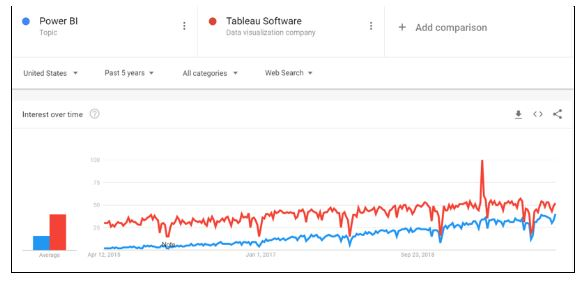 Power BI
Topic
Tableau Software
Data visualization company
+ Add comparison
United States
Past 5 years
All categories
Web Search
Interest over time
100
75
50
25
Note
Average
Apr 12, 2015
Jan 1, 2017
Sep 23, 2018